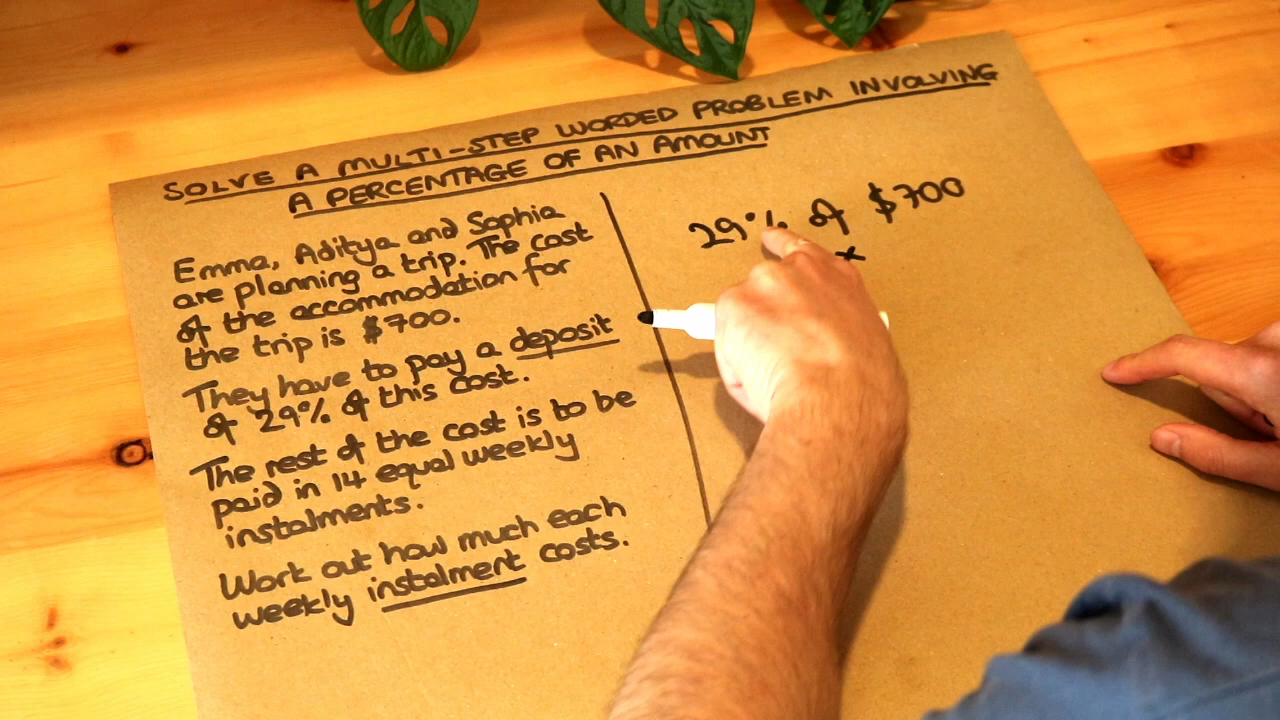 SOLVE A MULTI-STEP WORDED PROBLEM INVOLVING
A PERCENTAGE OF AN AMOUNT
Emma, Aditya and Sophia
are planning a trip. The cost
of the accommodation for
the trip is $700.
They have to pay a deposit
of 29% of this cost.
The rest of the cost is to be
paid in 14 equal weekly
instalments.
Work out how much each
weekly instalment costs.
29% of $700
×